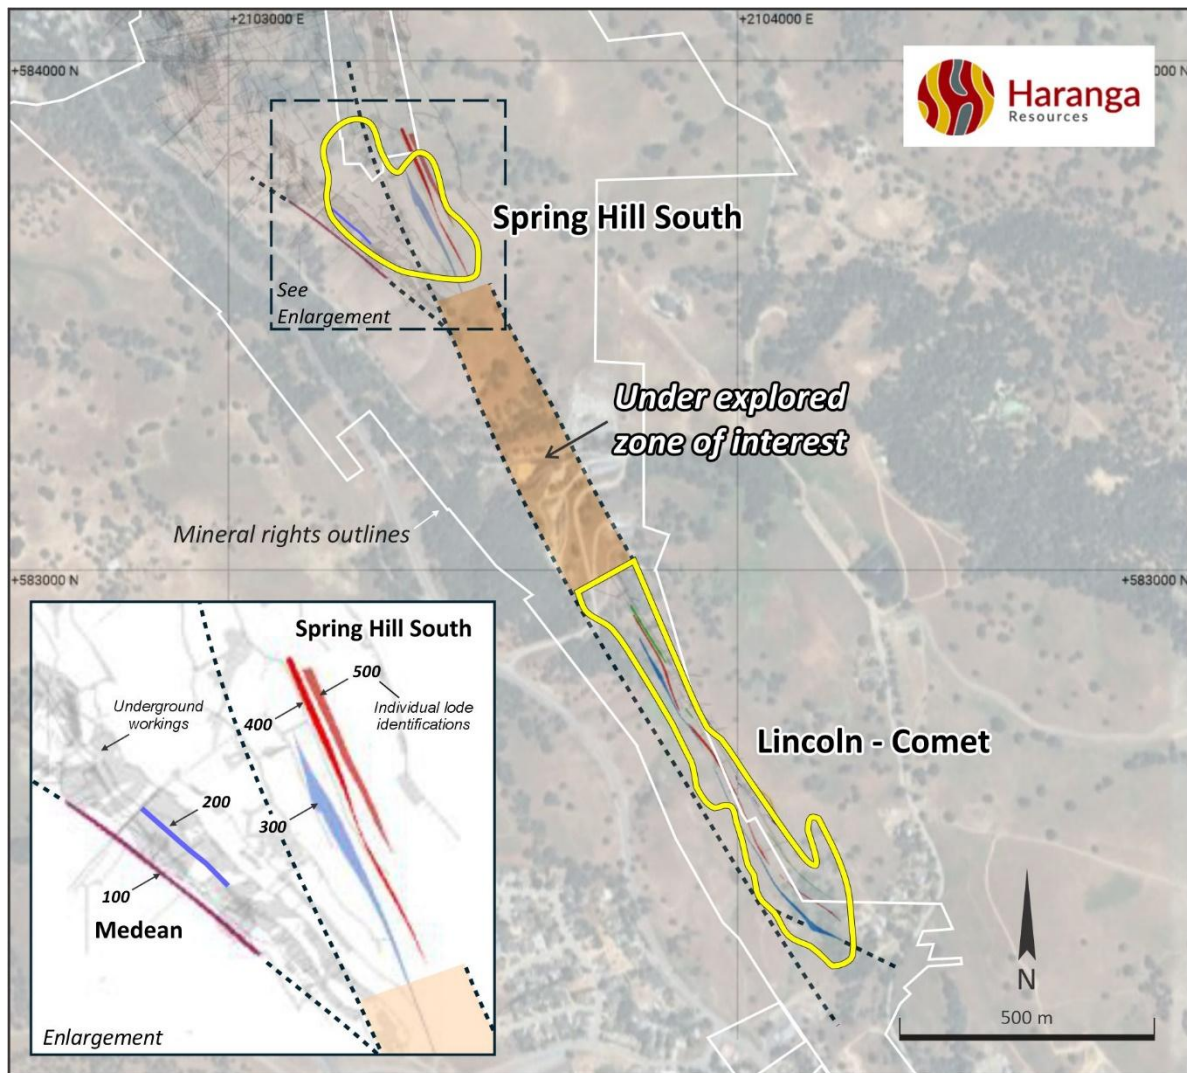 +2103000 E
+2104000 E
+584000 N
000 N
Haranga
Resources
Spring Hill South
See
Enlargement
Under explored
zone of interest
Mineral rights outlines
+583000 N
+583000 N
Spring Hill South
500
Individual lode
identifications
Underground
workings
400
200
300
100
Medean
Enlargement
Lincoln - Comet
N
500 m